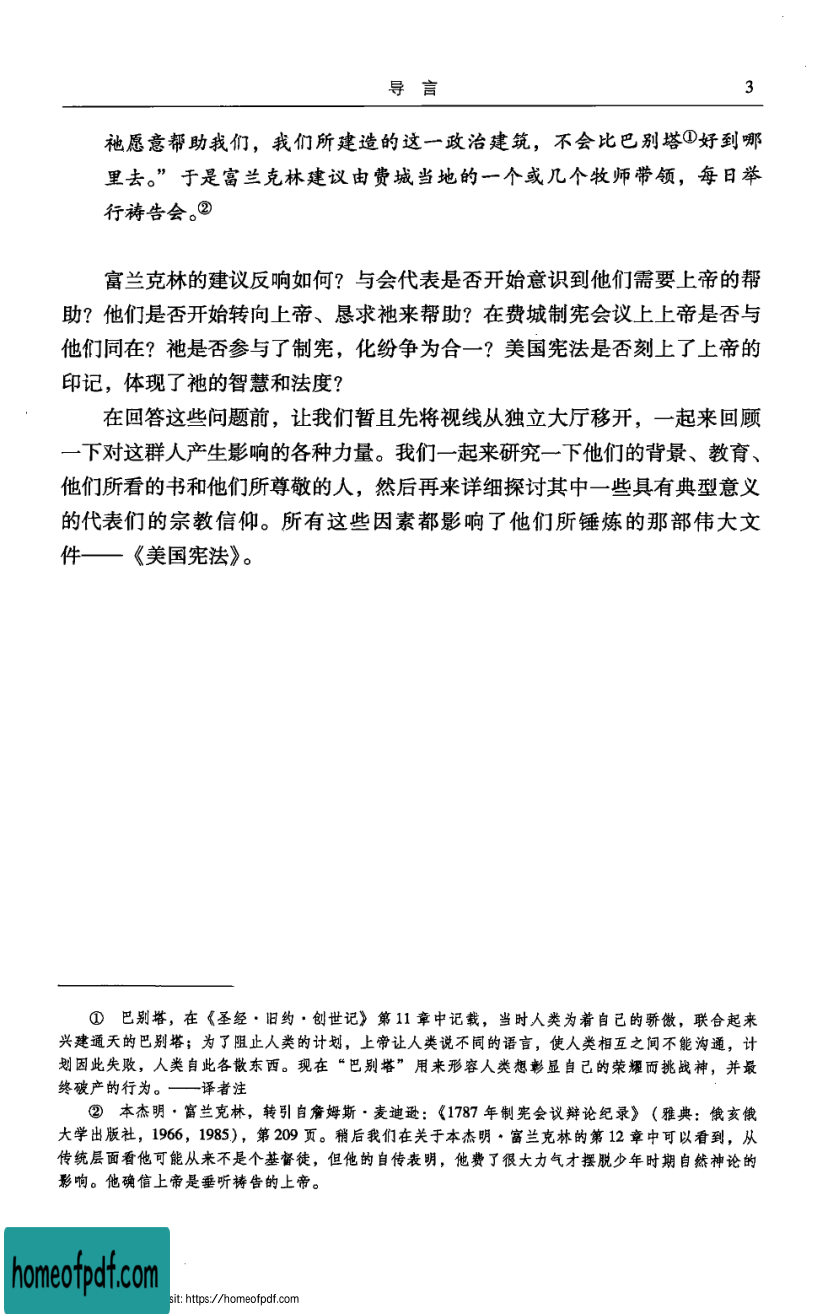 导 言 3
祂愿意帮助我们，我们所建造的这一政治建筑，不会比巴别塔①好到哪
里去。”于是富兰克林建议由费城当地的一个或几个牧师带领，每日举
行祷告会。②
富兰克林的建议反响如何？与会代表是否开始意识到他们需要上帝的帮
助？他们是否开始转向上帝、恳求祂来帮助？在费城制宪会议上上帝是否与
他们同在？祂是否参与了制宪，化纷争为合一？美国宪法是否刻上了上帝的
印记，体现了祂的智慧和法度？
在回答这些问题前，让我们暂且先将视线从独立大厅移开，一起来回顾
一下对这群人产生影响的各种力量。我们一起来研究一下他们的背景、教育、
他们所看的书和他们所尊敬的人，然后再来详细探讨其中一些具有典型意义
的代表们的宗教信仰。所有这些因素都影响了他们所锤炼的那部伟大文
件——《美国宪法》。
① 巴别塔，在《圣经·旧约·创世记》第11章中记载，当时人类为着自己的骄傲，联合起来
兴建通天的巴别塔；为了阻止人类的计划，上帝让人类说不同的语言，使人类相互之间不能沟通，计
划因此失败，人类自此各散东西。现在“巴别塔”用来形容人类想彰显自己的荣耀而挑战神，并最
终破产的行为。——译者注
② 本杰明·富兰克林，转引自詹姆斯·麦迪逊：《1787年制宪会议辩论纪录》（雅典：俄亥俄
大学出版社，1966，1985），第209页。稍后我们在关于本杰明·富兰克林的第12章中可以看到，从
传统层面看他可能从来不是个基督徒，但他的自传表明，他费了很大力气才摆脱少年时期自然神论的
影响。他确信上帝是垂听祷告的上帝。
homeofpdf.com
sit: https://homeofpdf.com